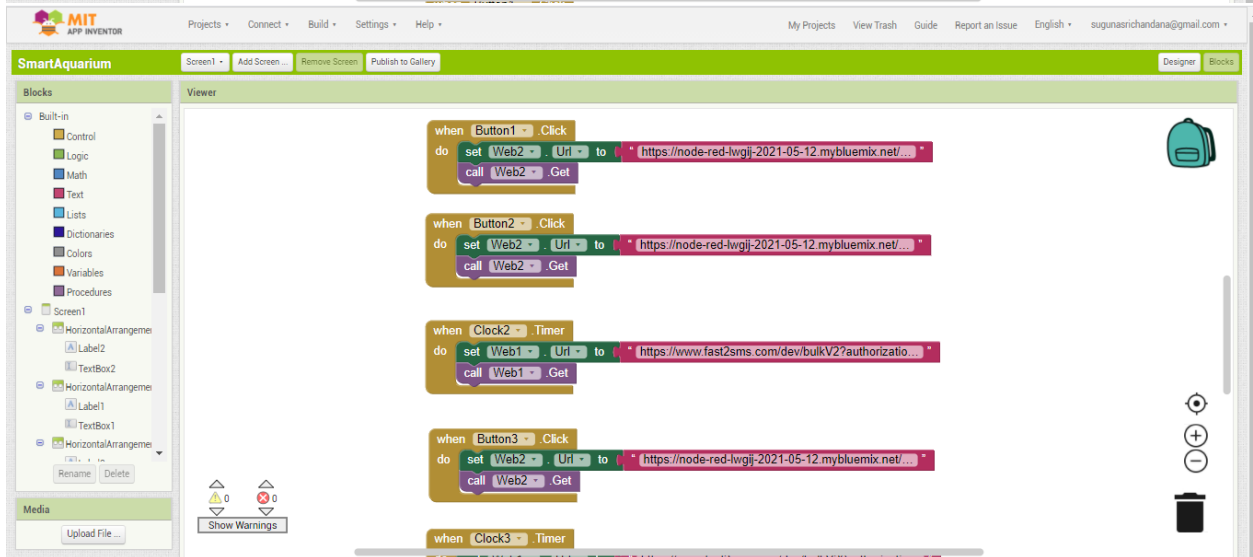 MIT
APP INVENTOR
Projects Connect Build Settings Help
My Projects View Trash Guide Report an Issue English sugunasrichandana@gmail.com
SmartAquarium
Screen1 Add Screen ... Remove Screen Publish to Gallery
Designer Blocks
Blocks
Viewer
Built-in
Control
Logic
Math
Text
Lists
Dictionaries
Colors
Variables
Procedures
Screen1
HorizontalArrangeme
Label2
TextBox2
HorizontalArrangeme
Label1
TextBox1
HorizontalArrangeme
Rename Delete
Media
Upload File ...
when Button1 .Click
do set Web2 . Url to " https://node-red-lwgij-2021-05-12.mybluemix.net/... "
call Web2 .Get
when Button2 .Click
do set Web2 . Url to " https://node-red-lwgij-2021-05-12.mybluemix.net/... "
call Web2 .Get
when Clock2 .Timer
do set Web1 . Url to " https://www.fast2sms.com/dev/bulkV2?authorizatio... "
call Web1 .Get
when Button3 .Click
do set Web2 . Url to " https://node-red-lwgij-2021-05-12.mybluemix.net/... "
call Web2 .Get
when Clock3 .Timer
0 0
Show Warnings